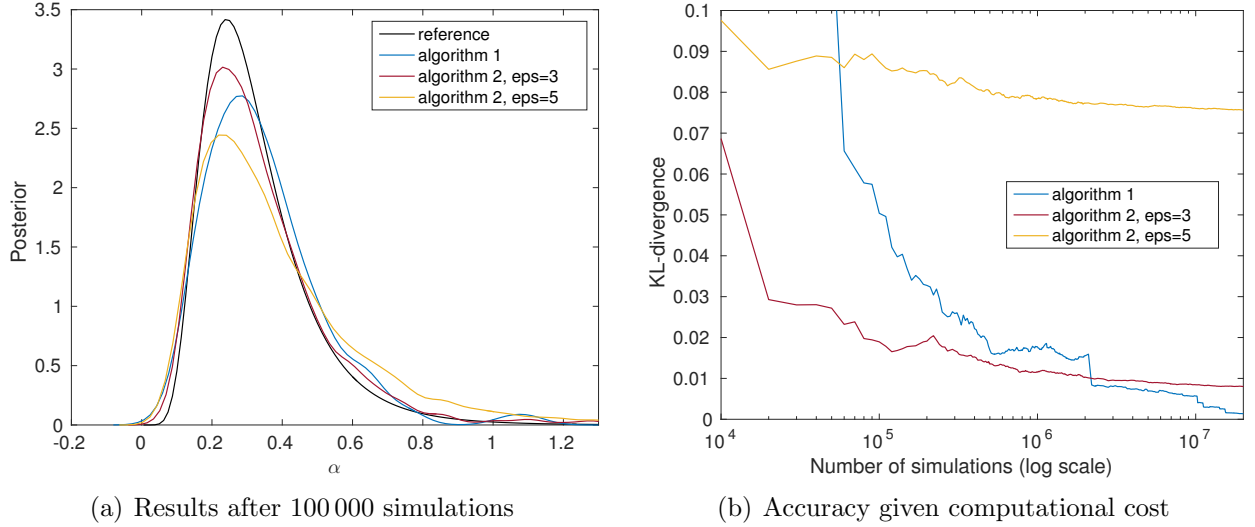 3.5
3
2.5
2
1.5
1
0.5
0
-0.2
0
0.2
0.4
0.6
0.8
1
1.2
Posterior
α
reference
algorithm 1
algorithm 2, eps=3
algorithm 2, eps=5
(a) Results after 100 000 simulations
0.1
0.09
0.08
0.07
0.06
0.05
0.04
0.03
0.02
0.01
0
10^4
10^5
10^6
10^7
KL-divergence
Number of simulations (log scale)
algorithm 1
algorithm 2, eps=3
algorithm 2, eps=5
(b) Accuracy given computational cost